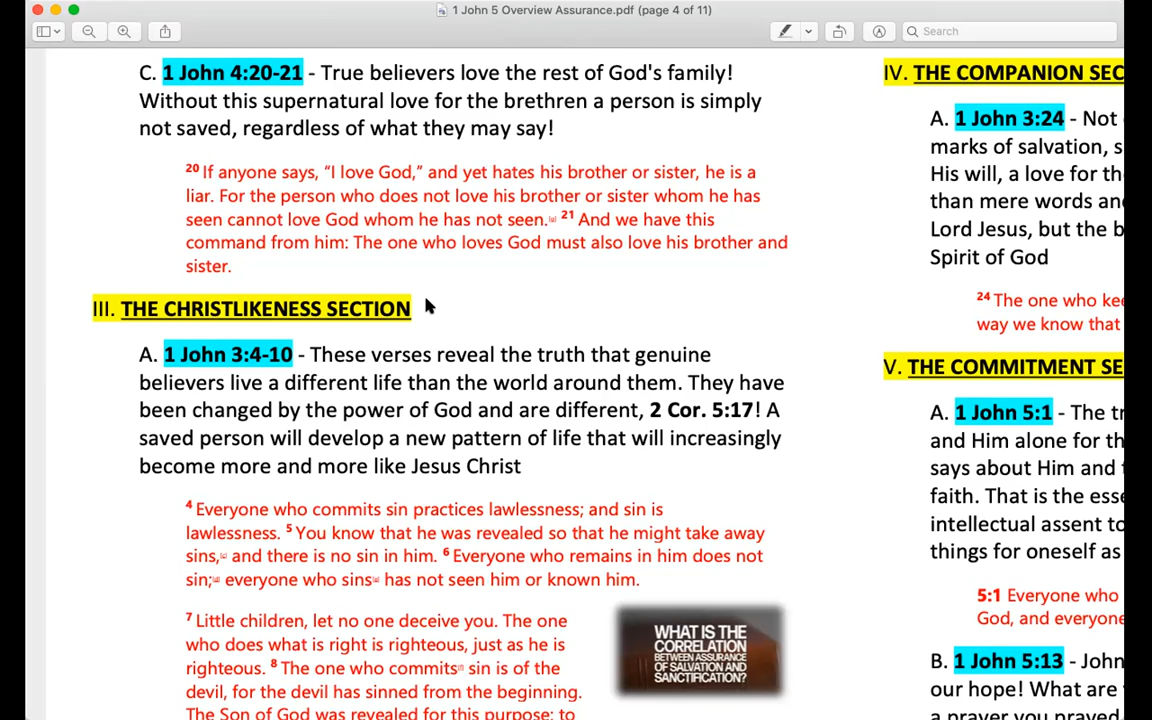 1 John 5 Overview Assurance.pdf (page 4 of 11)
Search
C. 1 John 4:20-21 - True believers love the rest of God's family!
Without this supernatural love for the brethren a person is simply
not saved, regardless of what they may say!
20 If anyone says, “I love God,” and yet hates his brother or sister, he is a
liar. For the person who does not love his brother or sister whom he has
seen cannot love God whom he has not seen. 21 And we have this
command from him: The one who loves God must also love his brother and
sister.
III. THE CHRISTLIKENESS SECTION
A. 1 John 3:4-10 - These verses reveal the truth that genuine
believers live a different life than the world around them. They have
been changed by the power of God and are different, 2 Cor. 5:17! A
saved person will develop a new pattern of life that will increasingly
become more and more like Jesus Christ
4 Everyone who commits sin practices lawlessness; and sin is
lawlessness. 5 You know that he was revealed so that he might take away
sins, and there is no sin in him. 6 Everyone who remains in him does not
sin; everyone who sins has not seen him or known him.
7 Little children, let no one deceive you. The one
who does what is right is righteous, just as he is
righteous. 8 The one who commits sin is of the
devil, for the devil has sinned from the beginning.
The Son of God was revealed for this purpose: to
WHAT IS THE
CORRELATION
BETWEEN ASSURANCE
OF SALVATION AND
SANCTIFICATION?
IV. THE COMPANION SEC
A. 1 John 3:24 - Not
marks of salvation, s
His will, a love for th
than mere words an
Lord Jesus, but the b
Spirit of God
24 The one who kee
way we know that
V. THE COMMITMENT SE
A. 1 John 5:1 - The tr
and Him alone for th
says about Him and
faith. That is the esse
intellectual assent to
things for oneself as
5:1 Everyone who
God, and everyone
B. 1 John 5:13 - John
our hope! What are
a prayer you prayed